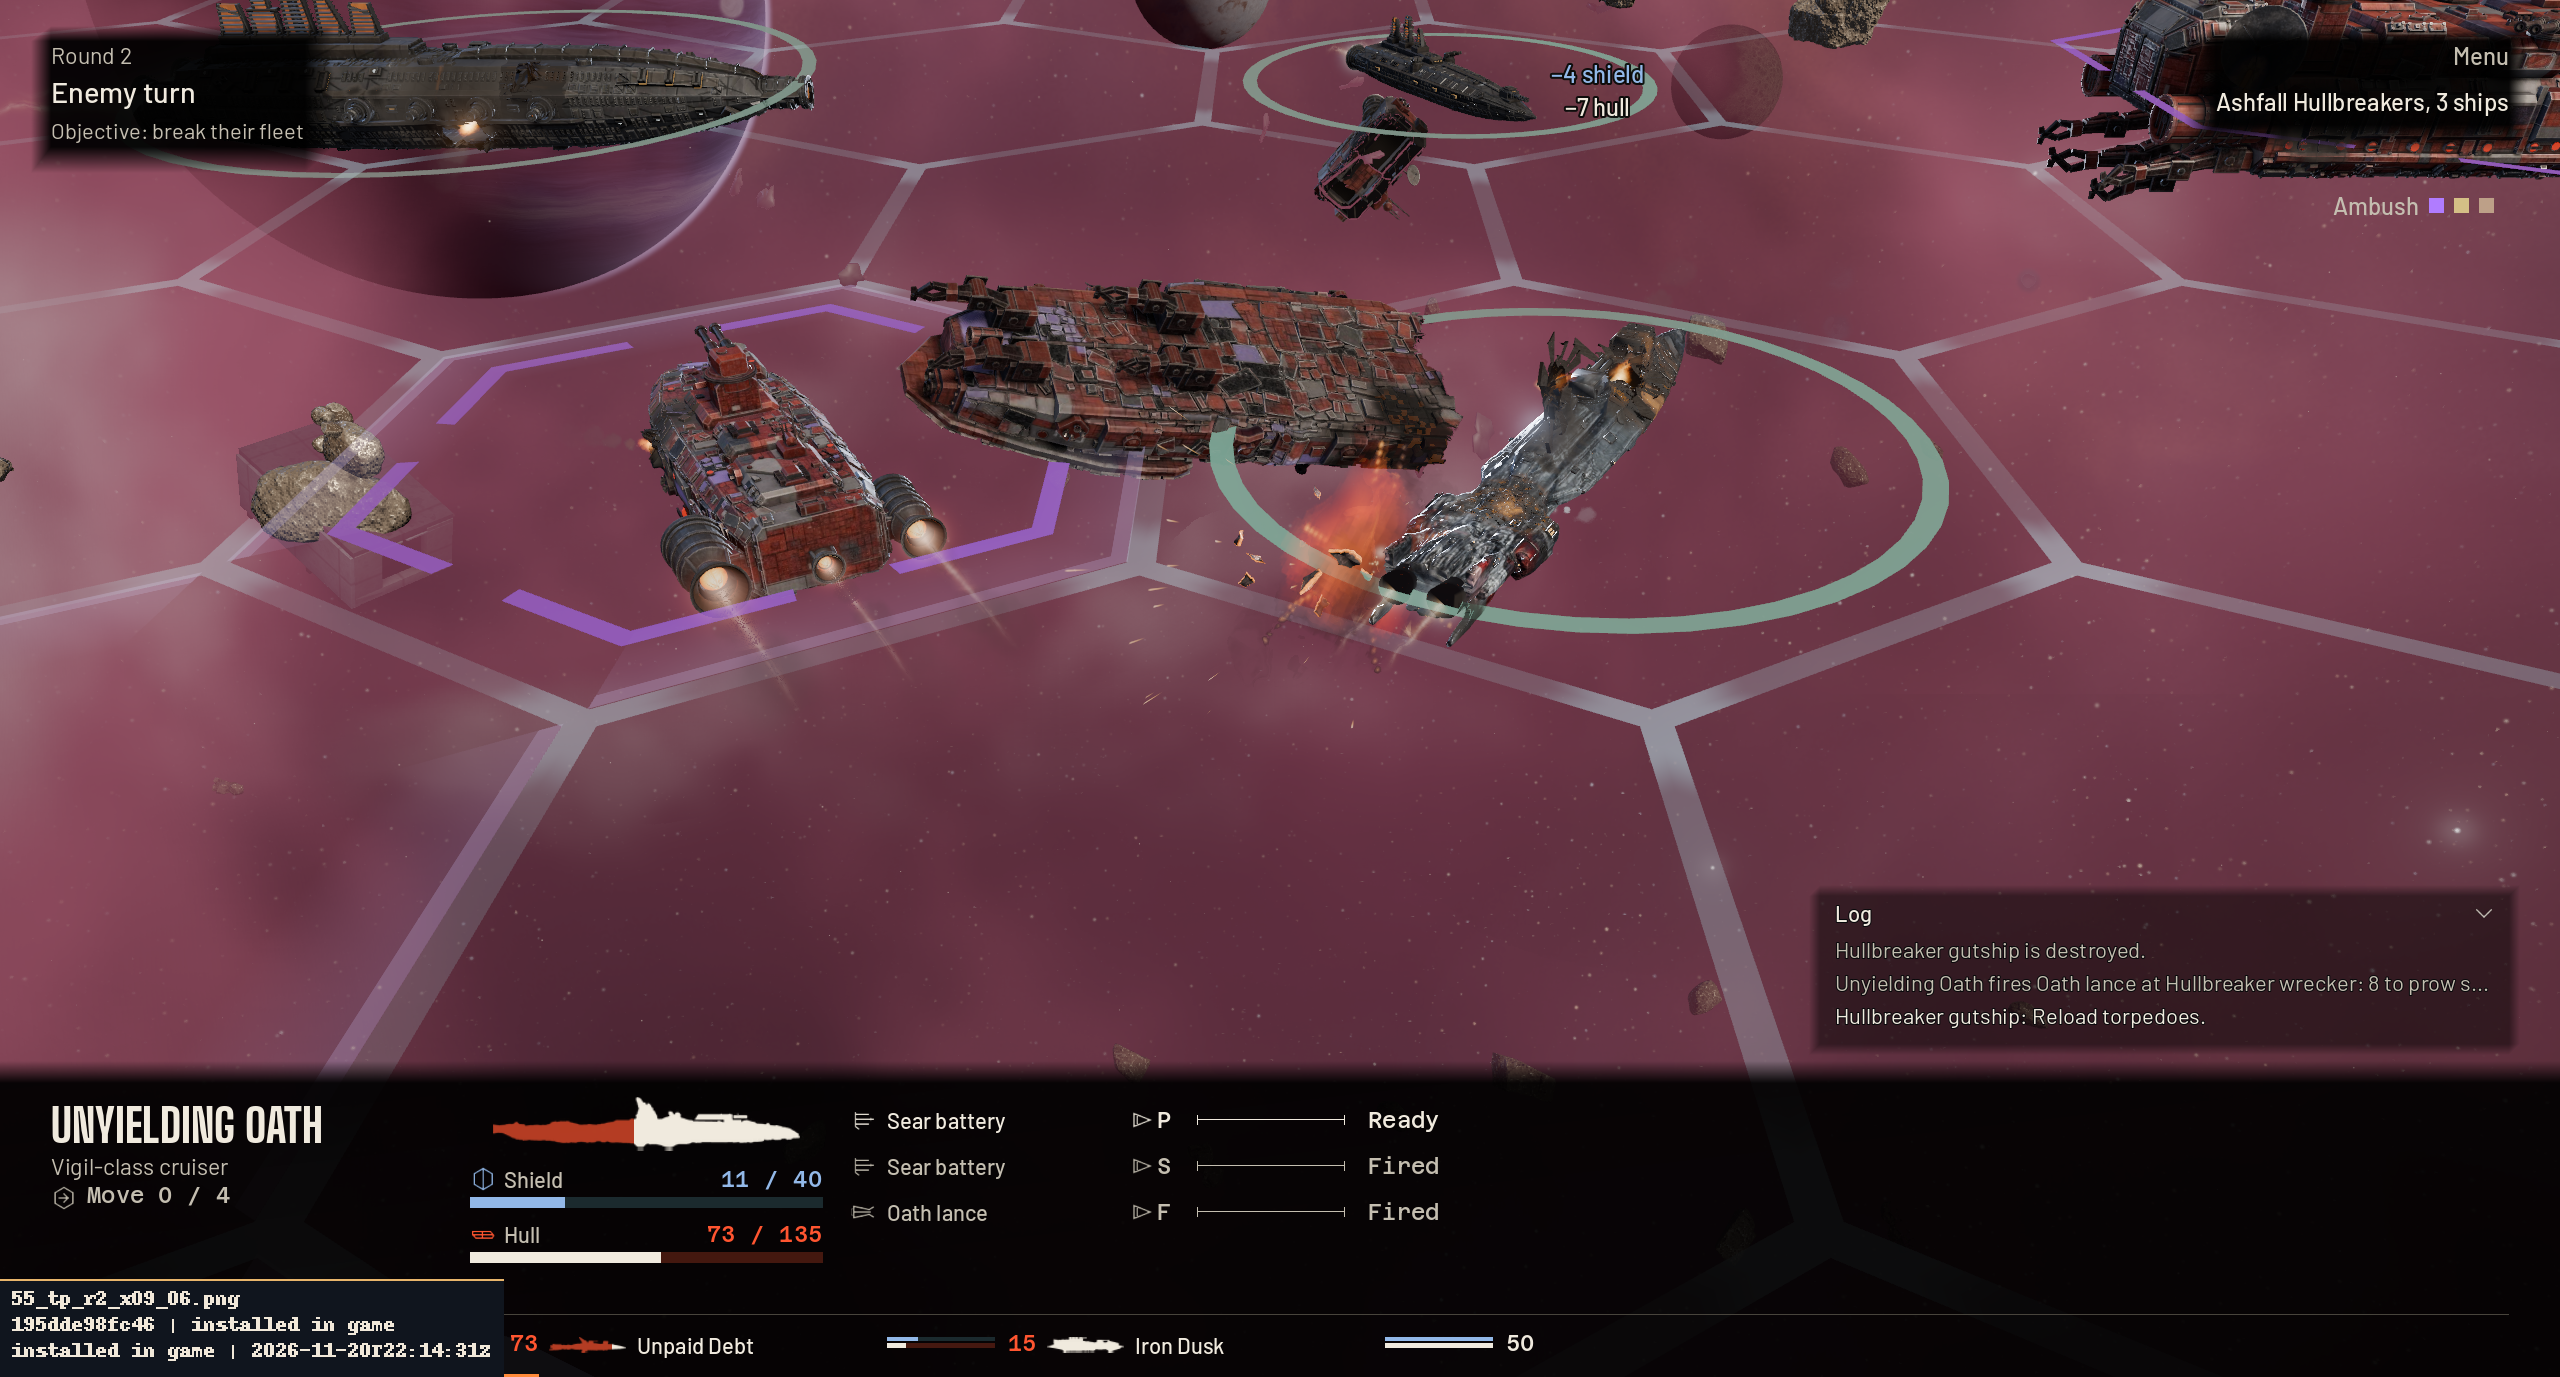 Round 2
Enemy turn
Objective: break their fleet
−4 shield
−7 hull
Menu
Ashfall Hullbreakers, 3 ships
Ambush
Log
Hullbreaker gutship is destroyed.
Unyielding Oath fires Oath lance at Hullbreaker wrecker: 8 to prow s...
Hullbreaker gutship: Reload torpedoes.
UNYIELDING OATH
Vigil-class cruiser
Move 0 / 4
Shield 11 / 40
Hull 73 / 135
Sear battery P Ready
Sear battery S Fired
Oath lance F Fired
55_tp_r2_x09_06.png
195dde98fc46 | installed in game
installed in game | 2026-11-20T22:14:31Z
73 Unpaid Debt 15 Iron Dusk 50